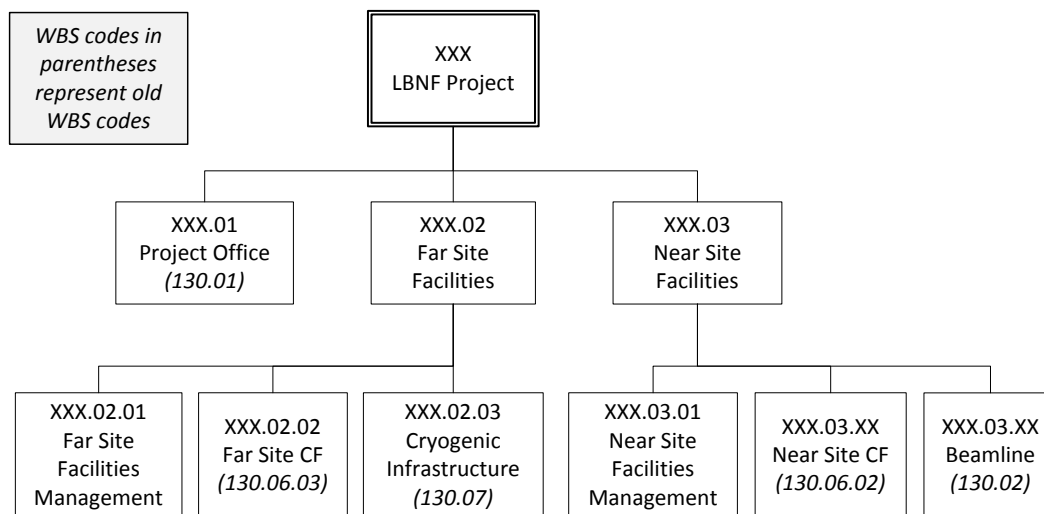 WBS codes in
parentheses
represent old
WBS codes
XXX
LBNF Project
XXX.01
Project Office
(130.01)
XXX.02
Far Site
Facilities
XXX.03
Near Site
Facilities
XXX.02.01
Far Site
Facilities
Management
XXX.02.02
Far Site CF
(130.06.03)
XXX.02.03
Cryogenic
Infrastructure
(130.07)
XXX.03.01
Near Site
Facilities
Management
XXX.03.XX
Near Site CF
(130.06.02)
XXX.03.XX
Beamline
(130.02)